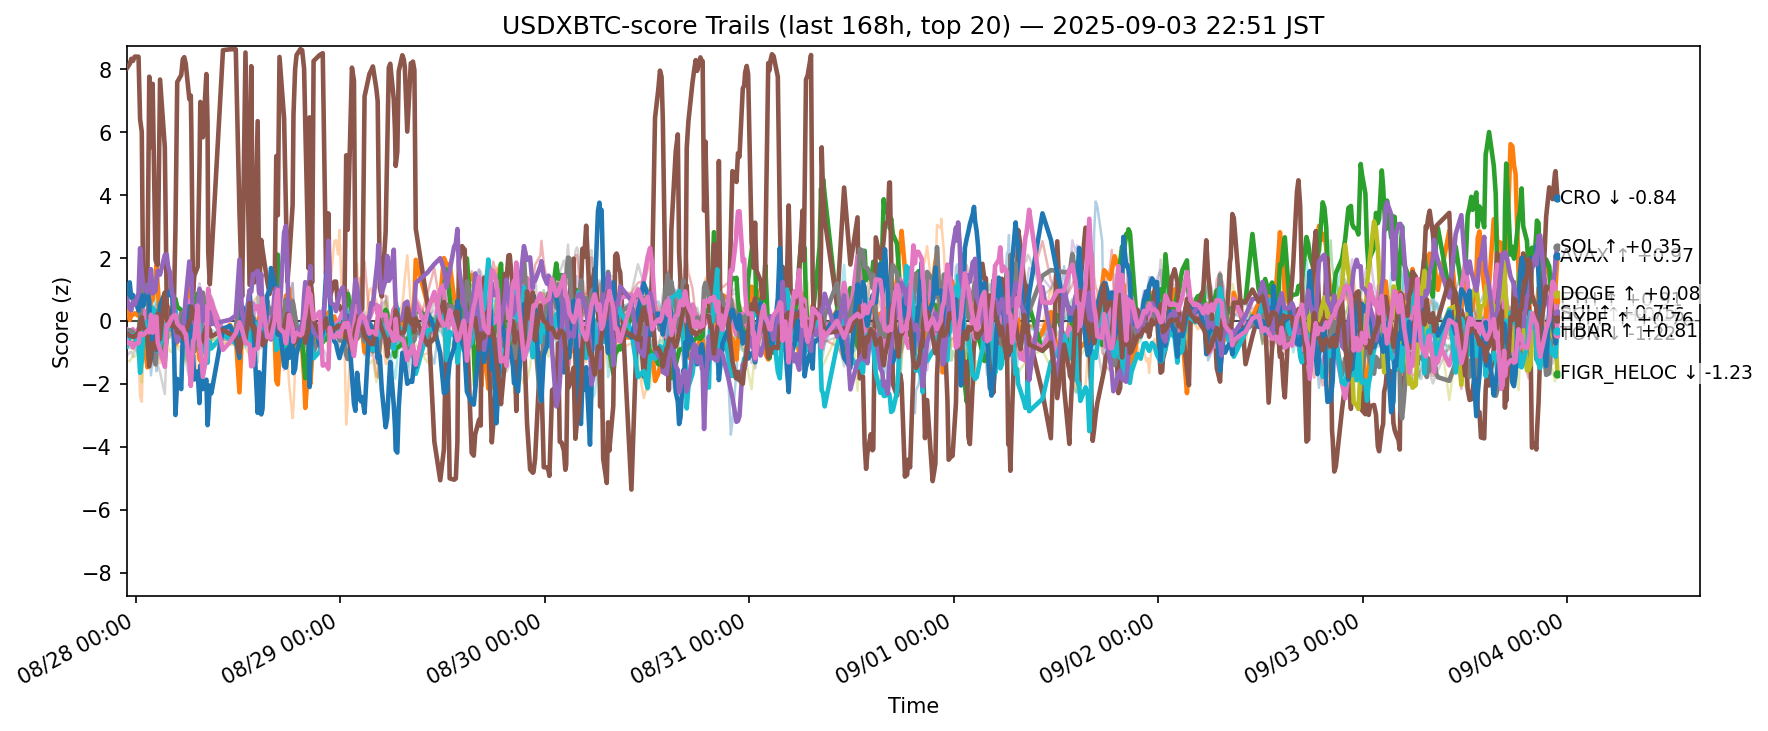 USDXBTC-score Trails (last 168h, top 20) — 2025-09-03 22:51 JST
Score (z)
8
6
4
2
0
−2
−4
−6
−8
CRO ↓ -0.84
SOL ↑ +0.35
AVAX ↑ +0.97
DOGE ↑ +0.08
HYPE ↑ +0.76
HBAR ↑ +0.81
FIGR_HELOC ↓ -1.23
08/28 00:00
08/29 00:00
08/30 00:00
08/31 00:00
09/01 00:00
09/02 00:00
09/03 00:00
09/04 00:00
Time